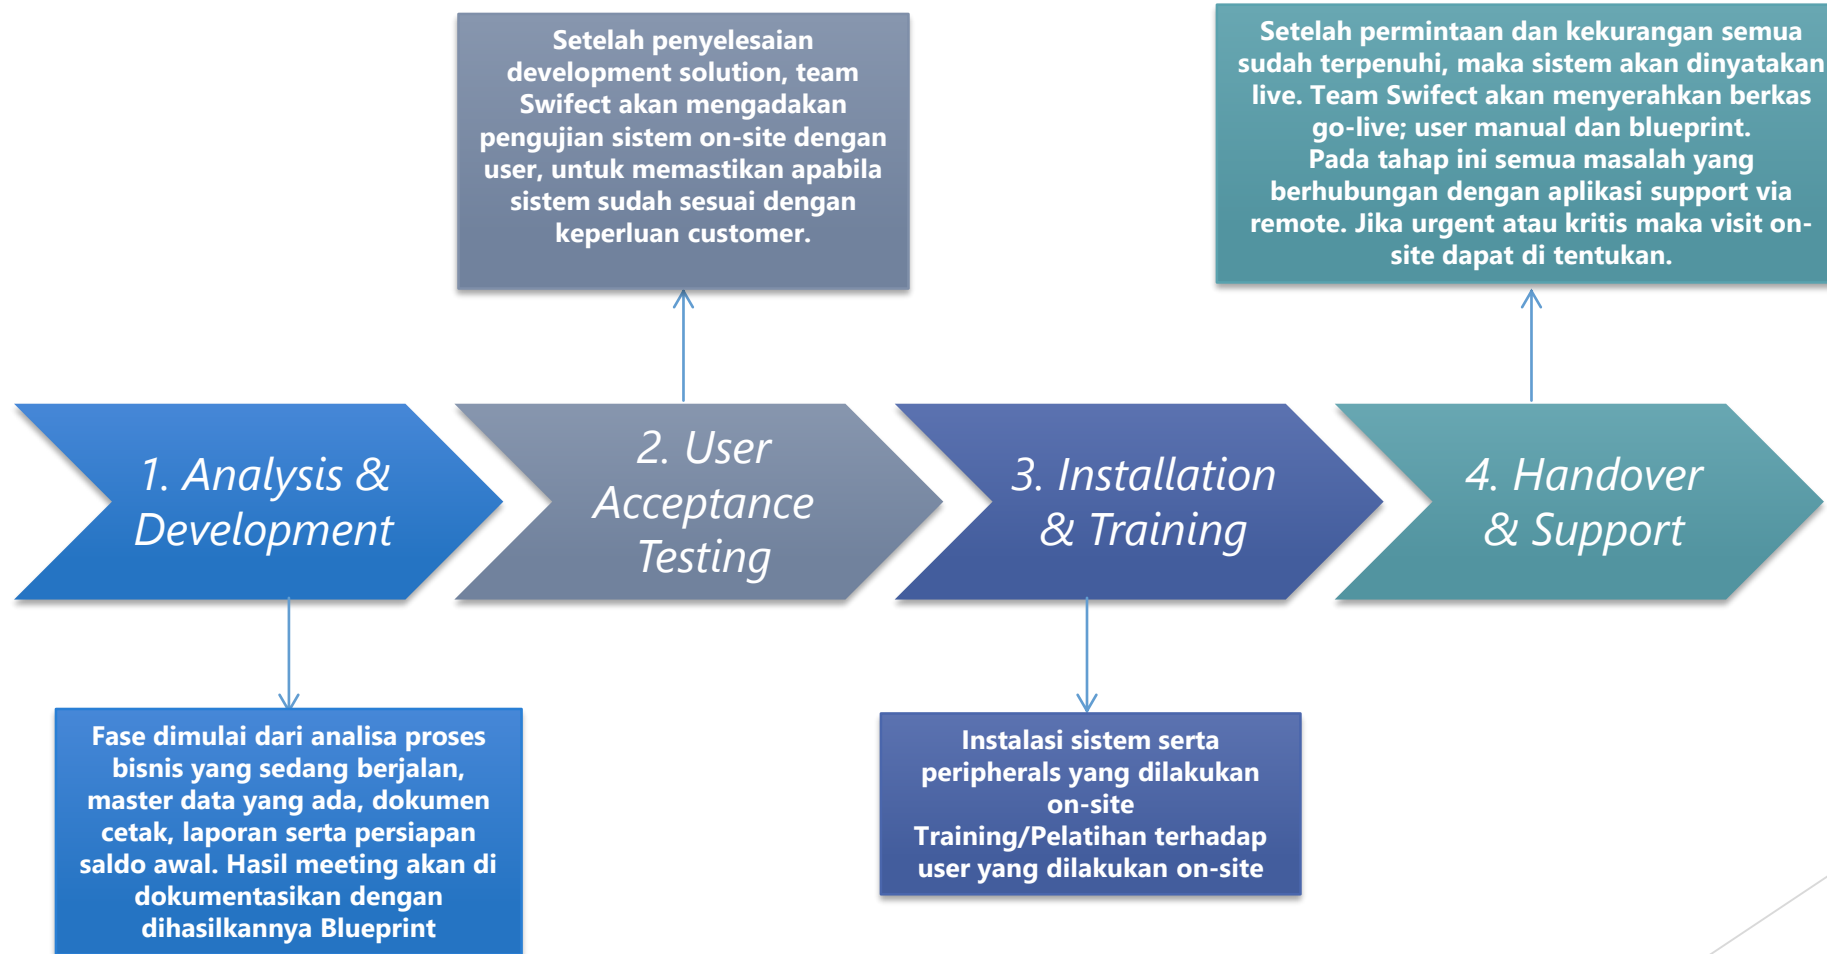 Setelah penyelesaian
development solution, team
Swifect akan mengadakan
pengujian sistem on-site dengan
user, untuk memastikan apabila
sistem sudah sesuai dengan
keperluan customer.
Setelah permintaan dan kekurangan semua
sudah terpenuhi, maka sistem akan dinyatakan
live. Team Swifect akan menyerahkan berkas
go-live; user manual dan blueprint.
Pada tahap ini semua masalah yang
berhubungan dengan aplikasi support via
remote. Jika urgent atau kritis maka visit on-
site dapat di tentukan.
1. Analysis &
Development
2. User
Acceptance
Testing
3. Installation
& Training
4. Handover
& Support
Fase dimulai dari analisa proses
bisnis yang sedang berjalan,
master data yang ada, dokumen
cetak, laporan serta persiapan
saldo awal. Hasil meeting akan di
dokumentasikan dengan
dihasilkannya Blueprint
Instalasi sistem serta
peripherals yang dilakukan
on-site
Training/Pelatihan terhadap
user yang dilakukan on-site